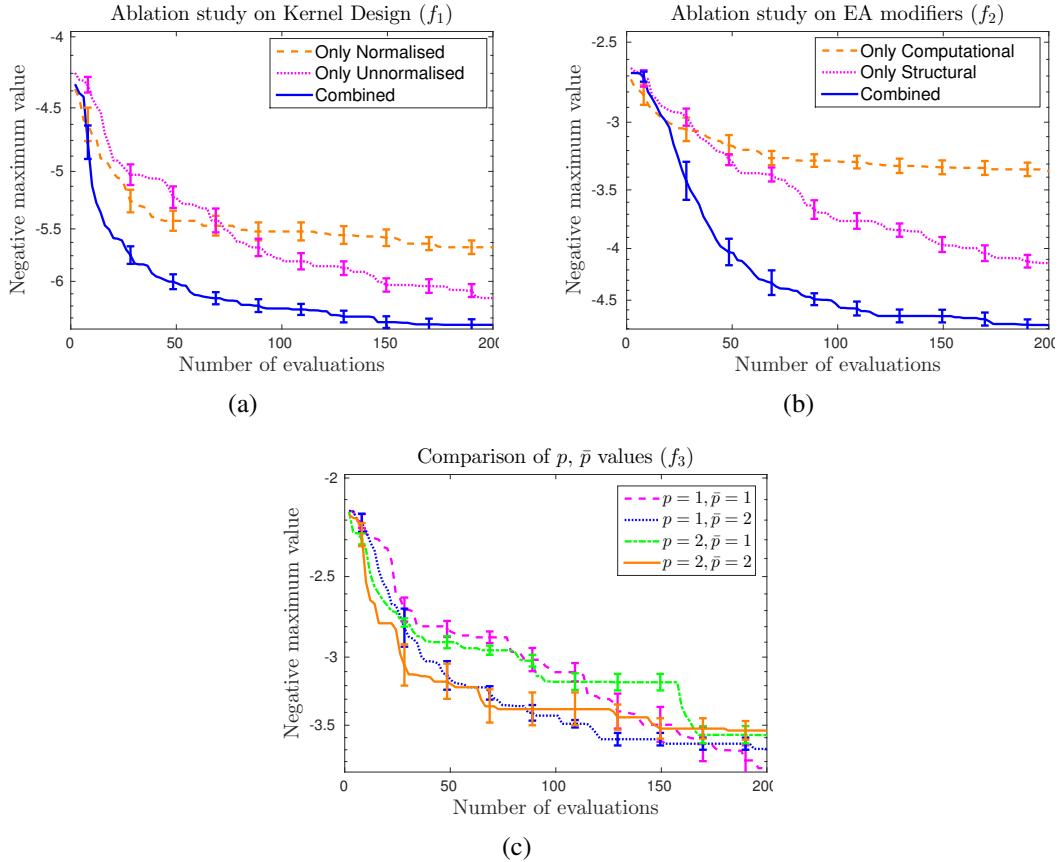 Ablation study on Kernel Design (f₁)
-4
-4.5
-5
-5.5
-6
Negative maximum value
Only Normalised
Only Unnormalised
Combined
0 50 100 150 200
Number of evaluations
(a)
Ablation study on EA modifiers (f₂)
-2.5
-3
-3.5
-4
-4.5
Negative maximum value
Only Computational
Only Structural
Combined
0 50 100 150 200
Number of evaluations
(b)
Comparison of p, p̄ values (f₃)
-2
-2.5
-3
-3.5
Negative maximum value
p = 1, p̄ = 1
p = 1, p̄ = 2
p = 2, p̄ = 1
p = 2, p̄ = 2
0 50 100 150 200
Number of evaluations
(c)